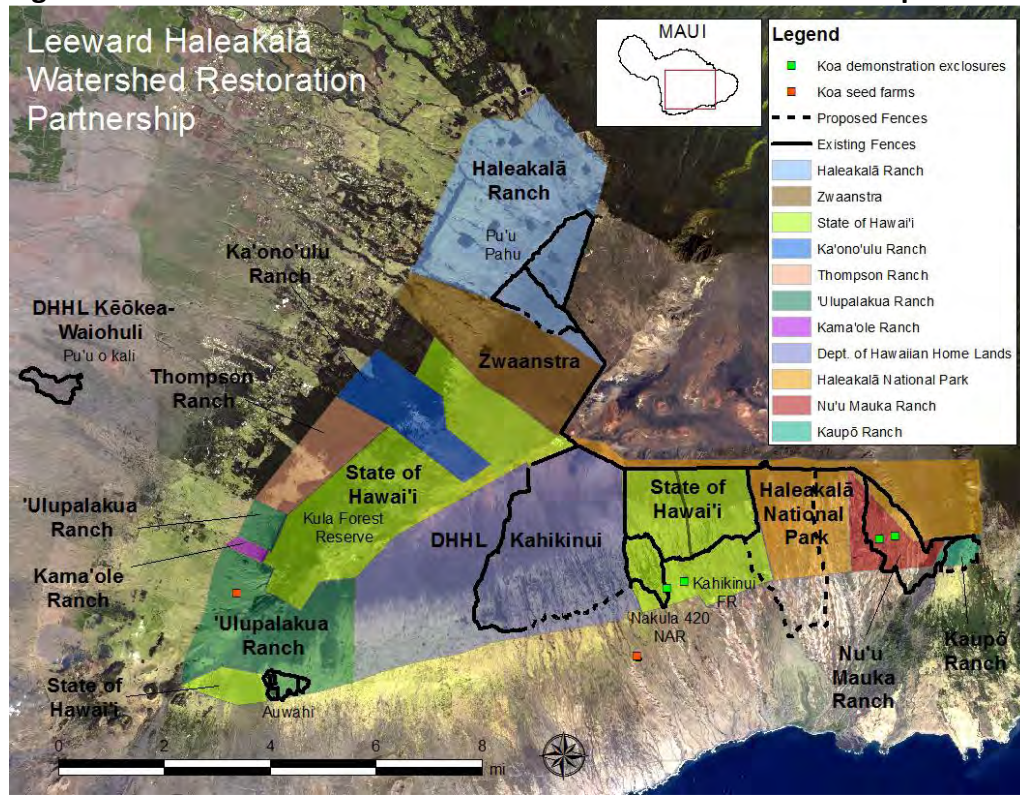 Leeward Haleakalā
Watershed Restoration
Partnership
MAUI
Legend
Koa demonstration exclosures
Koa seed farms
Proposed Fences
Existing Fences
Haleakalā Ranch
Zwaanstra
State of Hawai'i
Ka'ono'ulu Ranch
Thompson Ranch
'Ulupalakua Ranch
Kama'ole Ranch
Dept. of Hawaiian Home Lands
Haleakalā National Park
Nu'u Mauka Ranch
Kaupō Ranch
Haleakalā
Ranch
Pu'u
Pahu
Ka'ono'ulu
Ranch
DHHL Kēōkea-
Waiohuli
Pu'u o kali
Zwaanstra
Thompson
Ranch
State of
Hawai'i
Kula Forest
Reserve
'Ulupalakua
Ranch
Kama'ole
Ranch
'Ulupalakua
Ranch
State of
Hawai'i
Auwahi
DHHL Kahikinui
State of
Hawai'i
Haleakalā
National
Park
Kahikinui
FR
Nakula 420
NAR
Nu'u
Mauka
Ranch
Kaupō
Ranch
0 2 4 6 8
mi